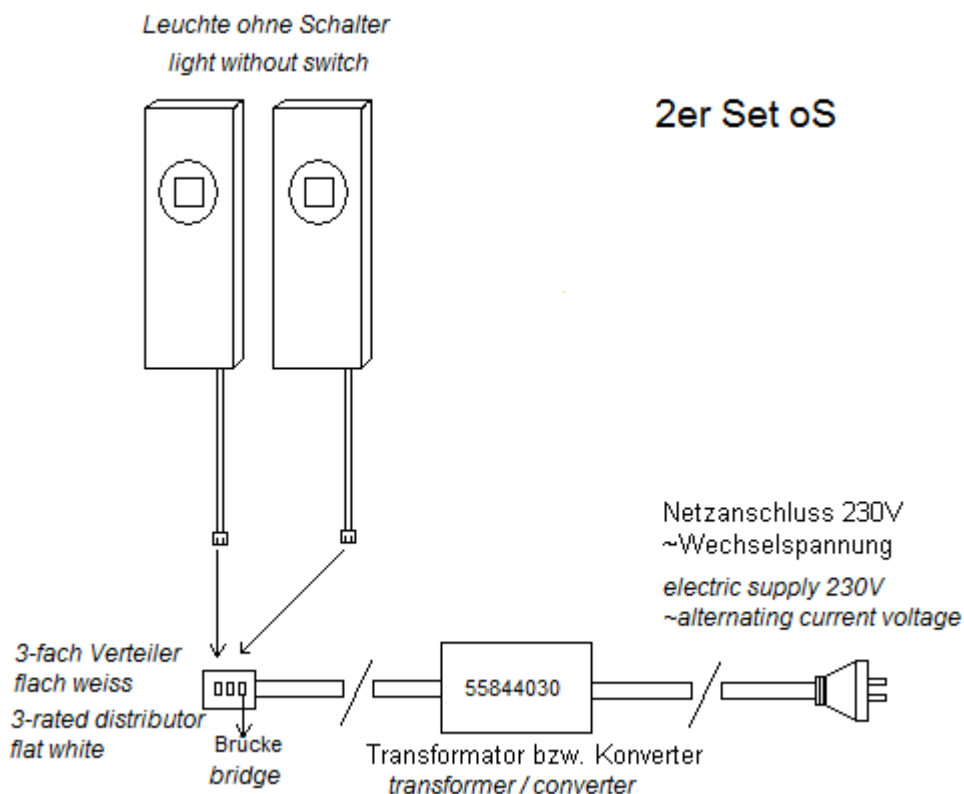 Leuchte ohne Schalter
light without switch
2er Set oS
Netzanschluss 230V
~Wechselspannung
electric supply 230V
~alternating current voltage
3-fach Verteiler
flach weiss
3-rated distributor
flat white
Brücke
bridge
55844030
Transformator bzw. Konverter
transformer / converter